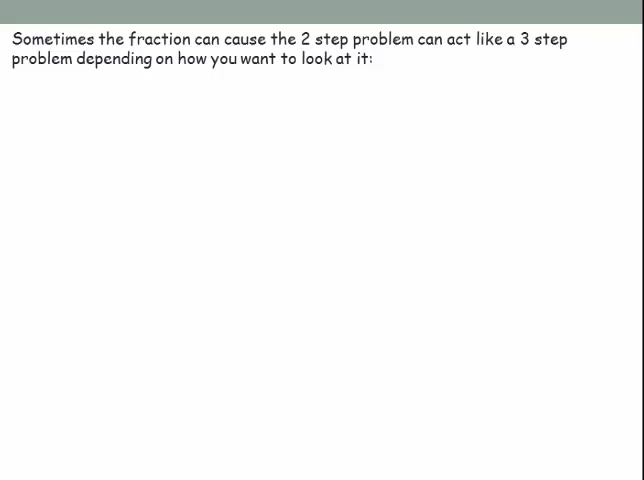 Sometimes the fraction can cause the 2 step problem can act like a 3 step
problem depending on how you want to look at it: